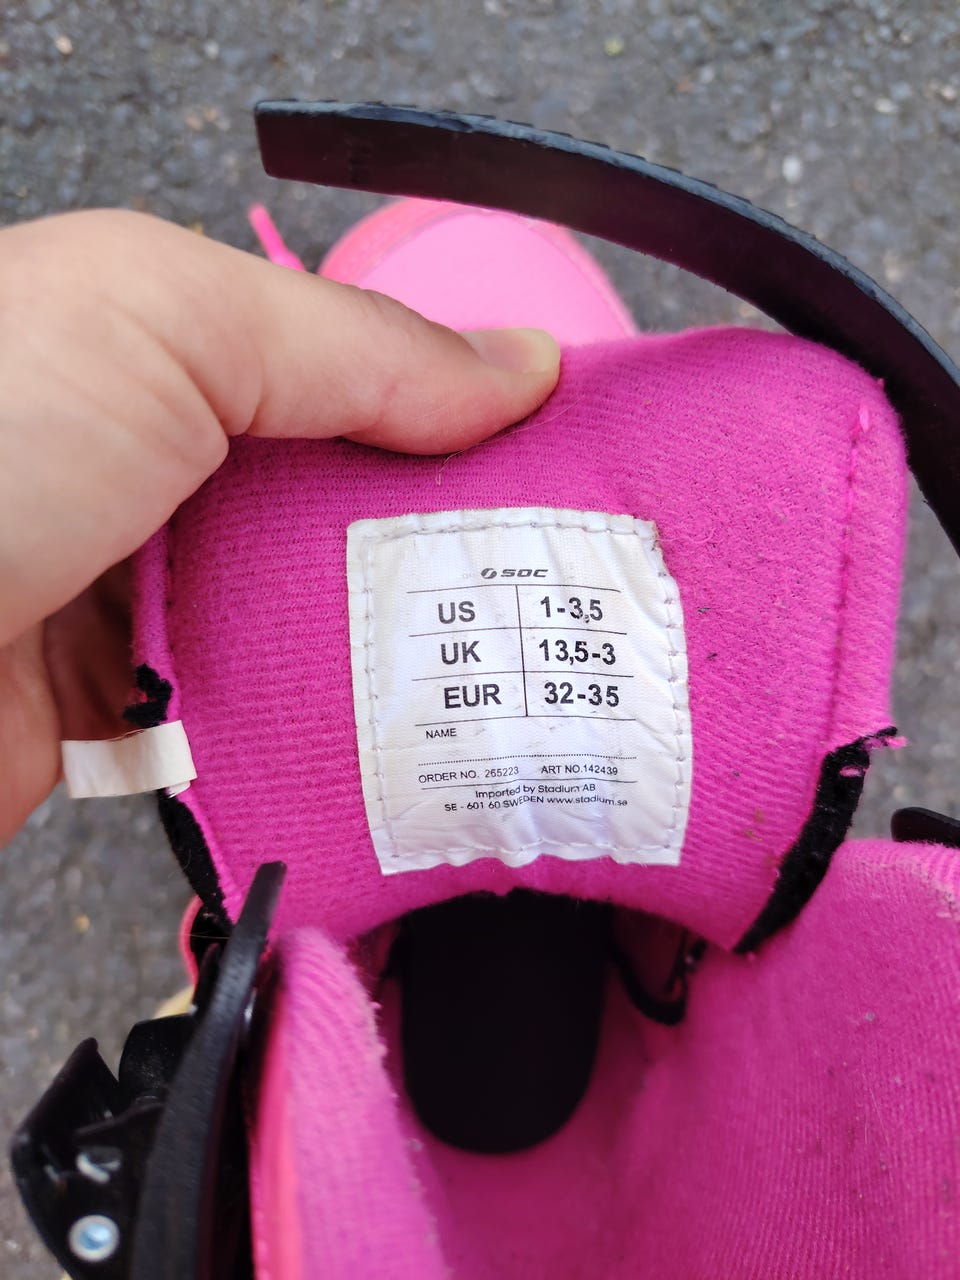 SOC
US 1-3,5
UK 13,5-3
EUR 32-35
NAME
ORDER NO. 265223 ART NO.142439
Imported by Stadium AB
SE - 601 60 SWEDEN www.stadium.se